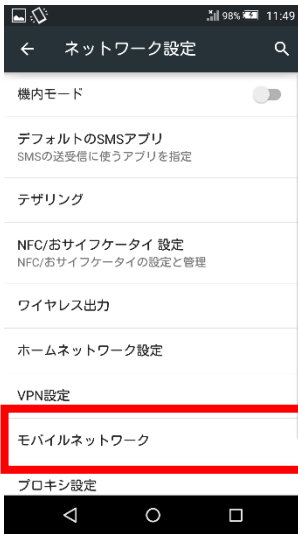 98% 11:49
ネットワーク設定
機内モード
デフォルトのSMSアプリ
SMSの送受信に使うアプリを指定
テザリング
NFC/おサイフケータイ 設定
NFC/おサイフケータイの設定と管理
ワイヤレス出力
ホームネットワーク設定
VPN設定
モバイルネットワーク
プロキシ設定